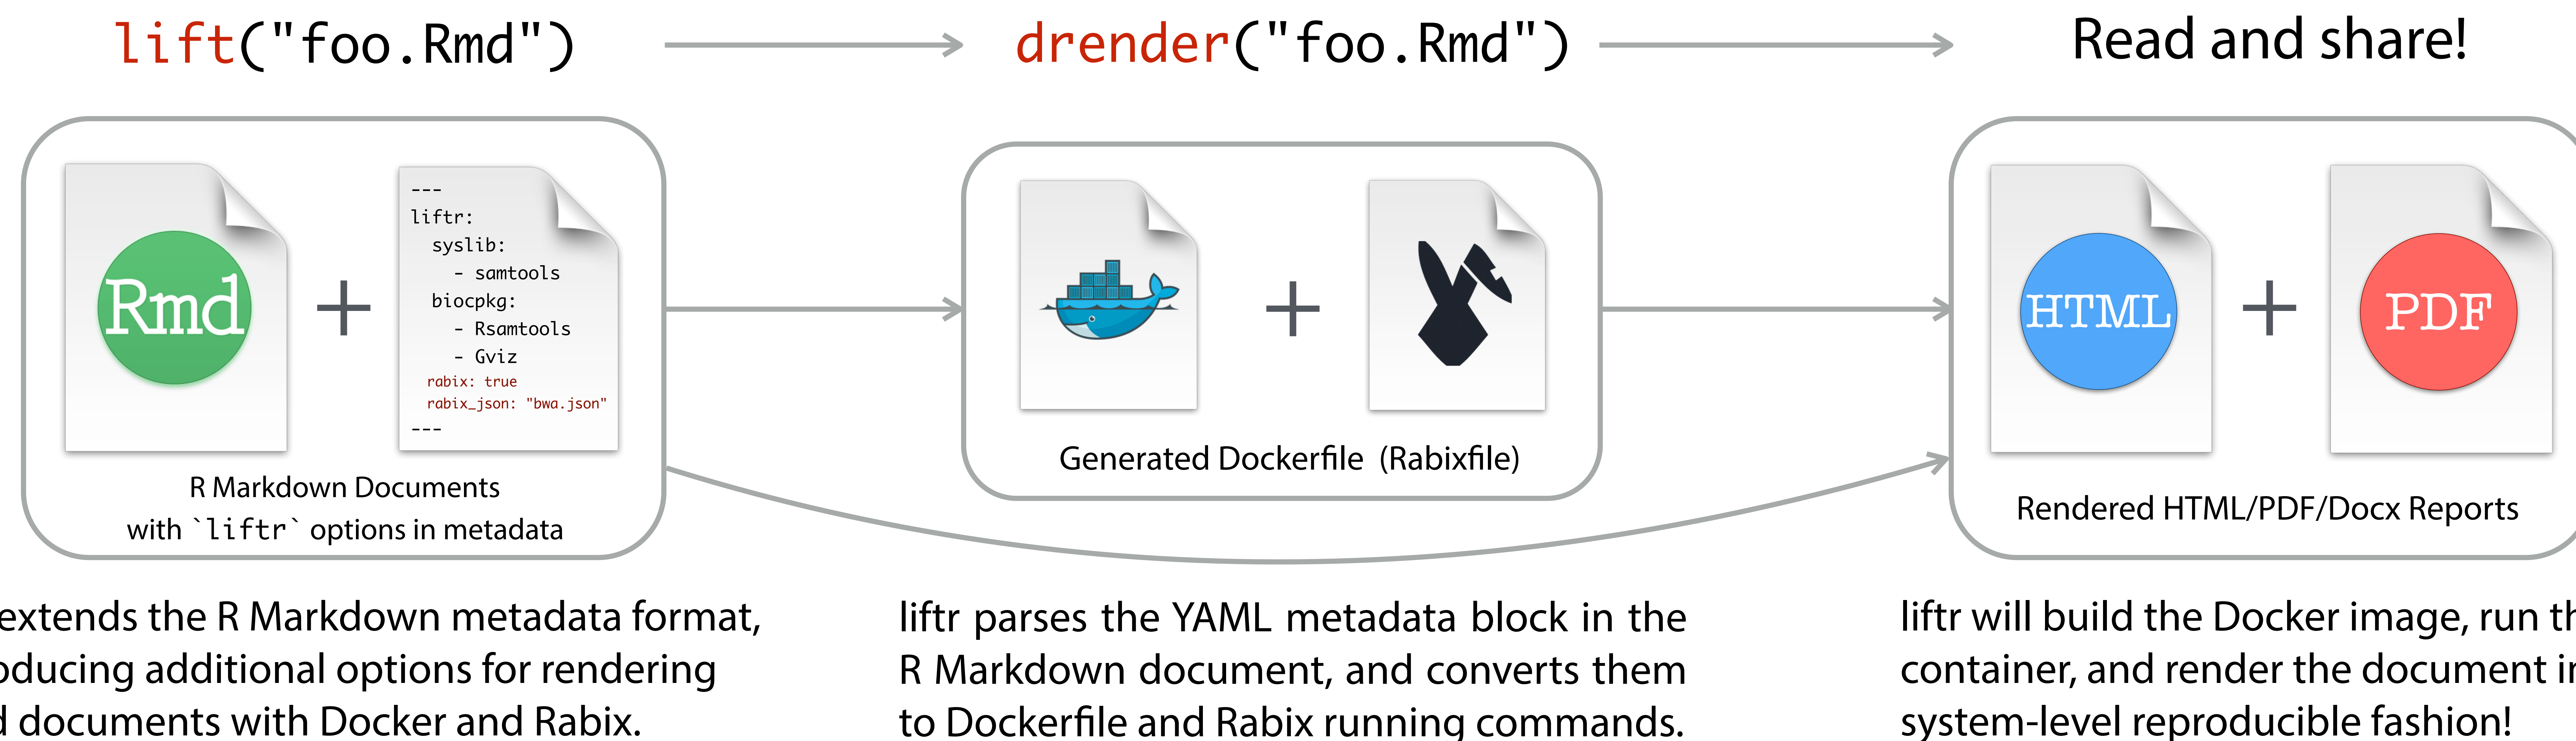 lift("foo.Rmd")
drender("foo.Rmd")
Read and share!
Rmd
---
liftr:
syslib:
- samtools
biocpkg:
- Rsamtools
- Gviz
rabix: true
rabix_json: "bwa.json"
---
R Markdown Documents
with `liftr` options in metadata
Generated Dockerfile (Rabixfile)
HTML
PDF
Rendered HTML/PDF/Docx Reports
extends the R Markdown metadata format,
additional options for rendering
documents with Docker and Rabix.
liftr parses the YAML metadata block in the
R Markdown document, and converts them
to Dockerfile and Rabix running commands.
liftr will build the Docker image, run
container, and render the document
system-level reproducible fashion!